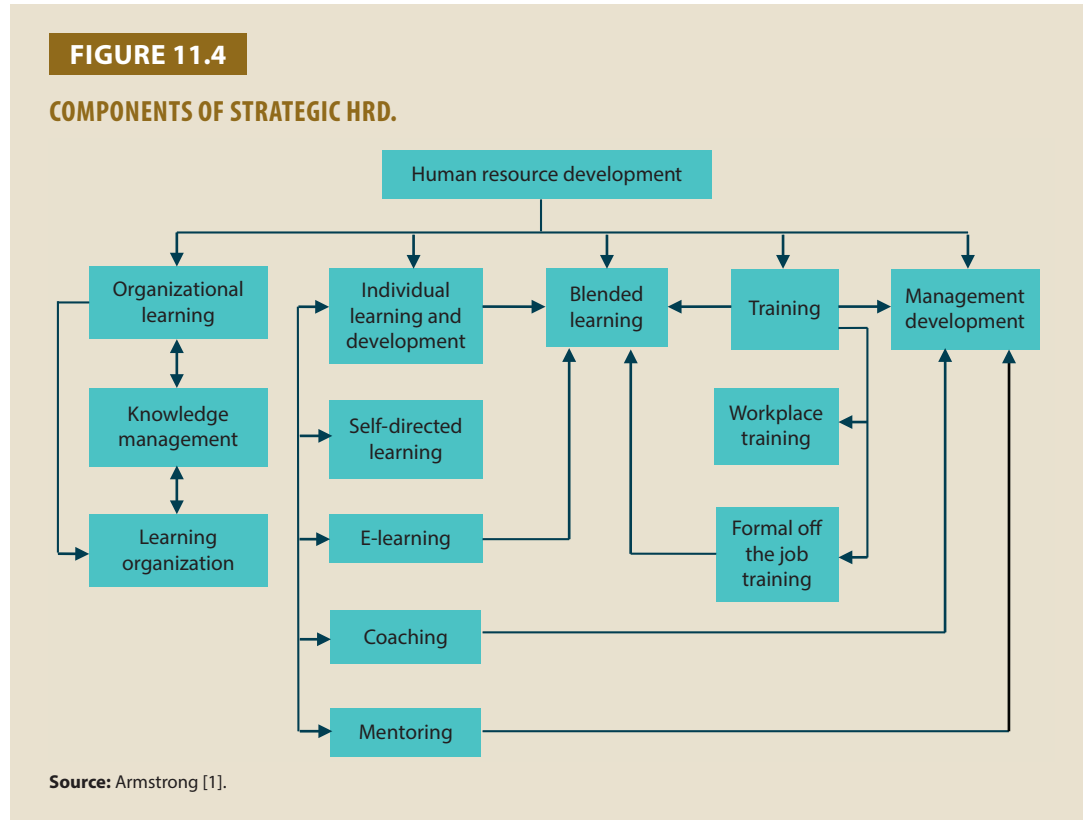 FIGURE 11.4
COMPONENTS OF STRATEGIC HRD.
Human resource development
Organizational
learning
Individual
learning and
development
Blended
learning
Training
Management
development
Knowledge
management
Self-directed
learning
Workplace
training
Learning
organization
E-learning
Formal off
the job
training
Coaching
Mentoring
Source: Armstrong [1].